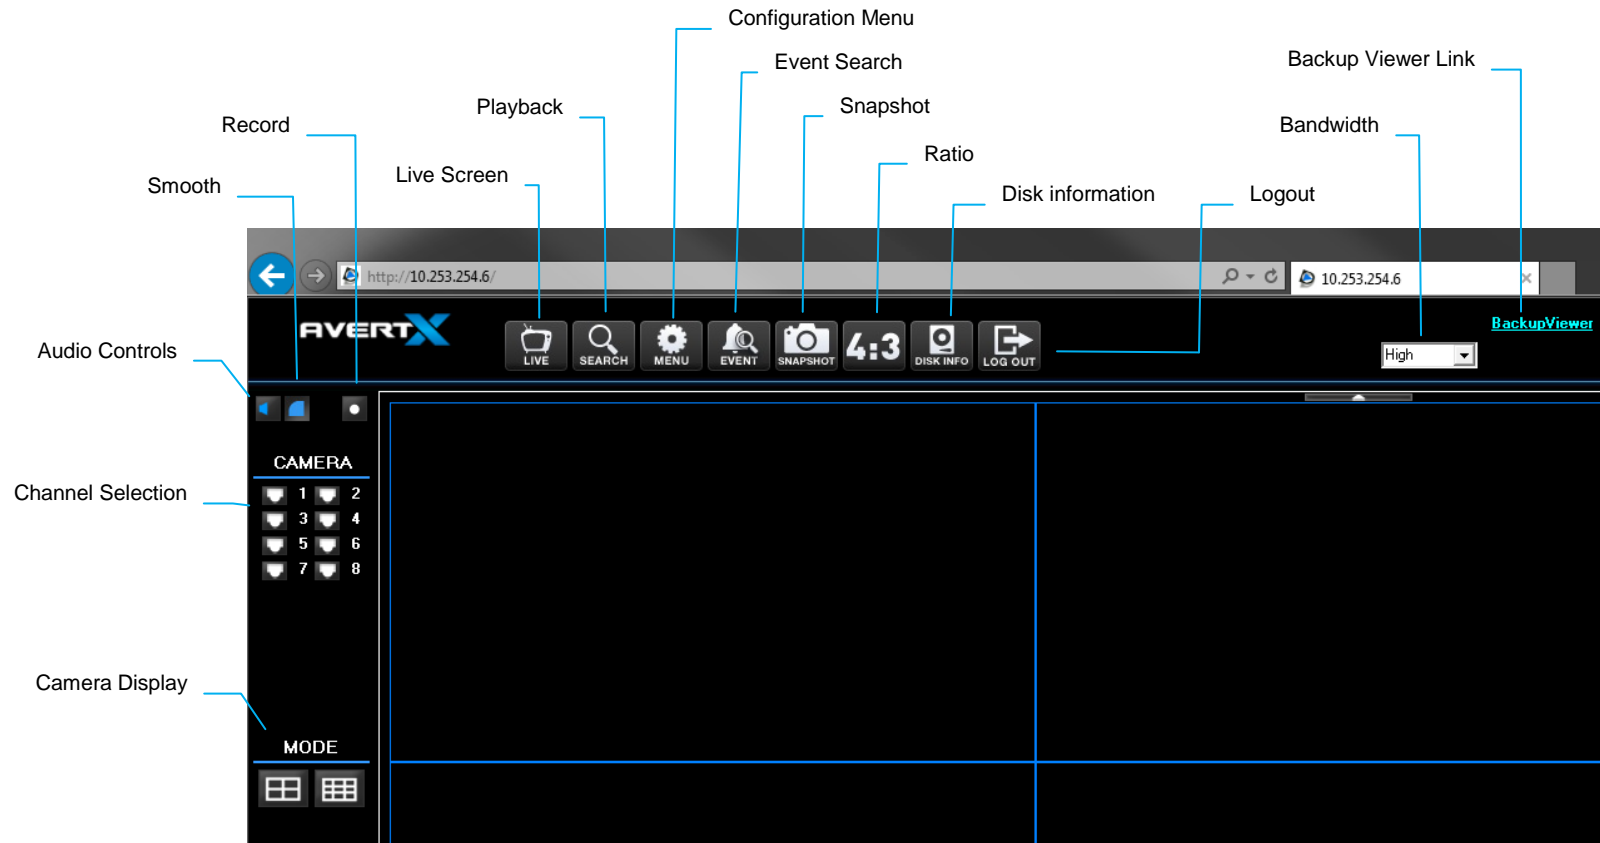 Configuration Menu
Event Search
Backup Viewer Link
Playback
Snapshot
Record
Bandwidth
Ratio
Live Screen
Smooth
Disk information
Logout
http://10.253.254.6/
10.253.254.6
AVERTX
BackupViewer
LIVE
SEARCH
MENU
EVENT
SNAPSHOT
4:3
DISK INFO
LOG OUT
High
Audio Controls
CAMERA
Channel Selection
1 2
3 4
5 6
7 8
Camera Display
MODE